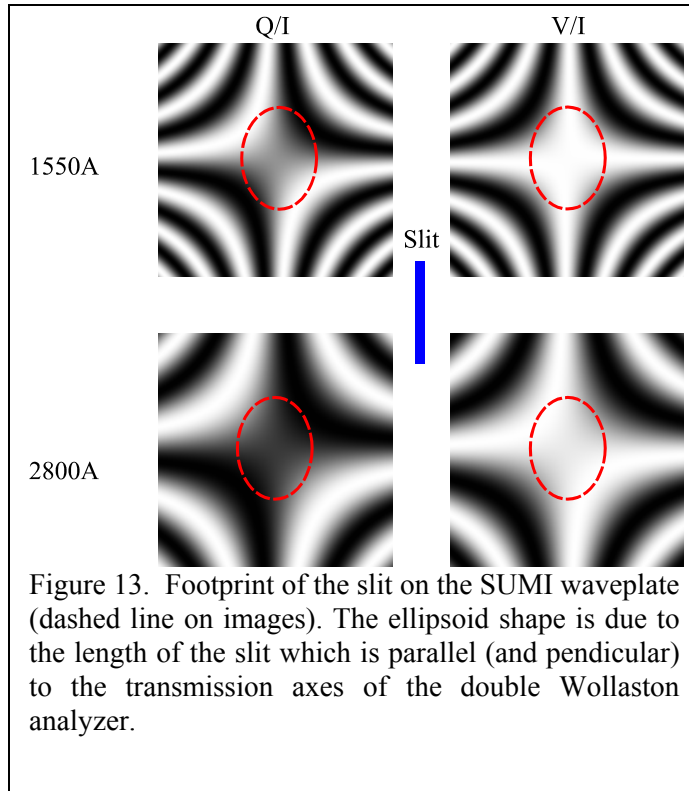 Q/I V/I
1550A
Slit
2800A
Figure 13. Footprint of the slit on the SUMI waveplate
(dashed line on images). The ellipsoid shape is due to
the length of the slit which is parallel (and pendicular)
to the transmission axes of the double Wollaston
analyzer.